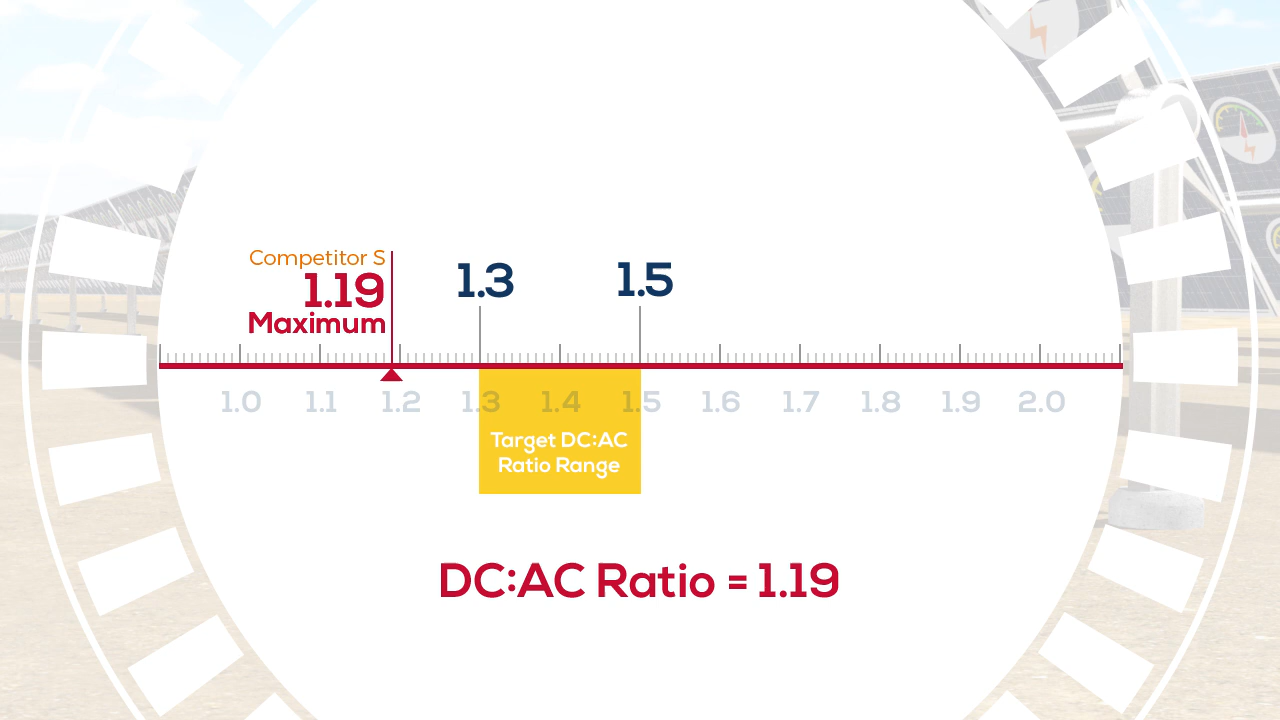 Competitor S
1.19
Maximum
1.3
1.5
1.0 1.1 1.2 1.3 1.4 1.5 1.6 1.7 1.8 1.9 2.0
Target DC:AC
Ratio Range
DC:AC Ratio = 1.19